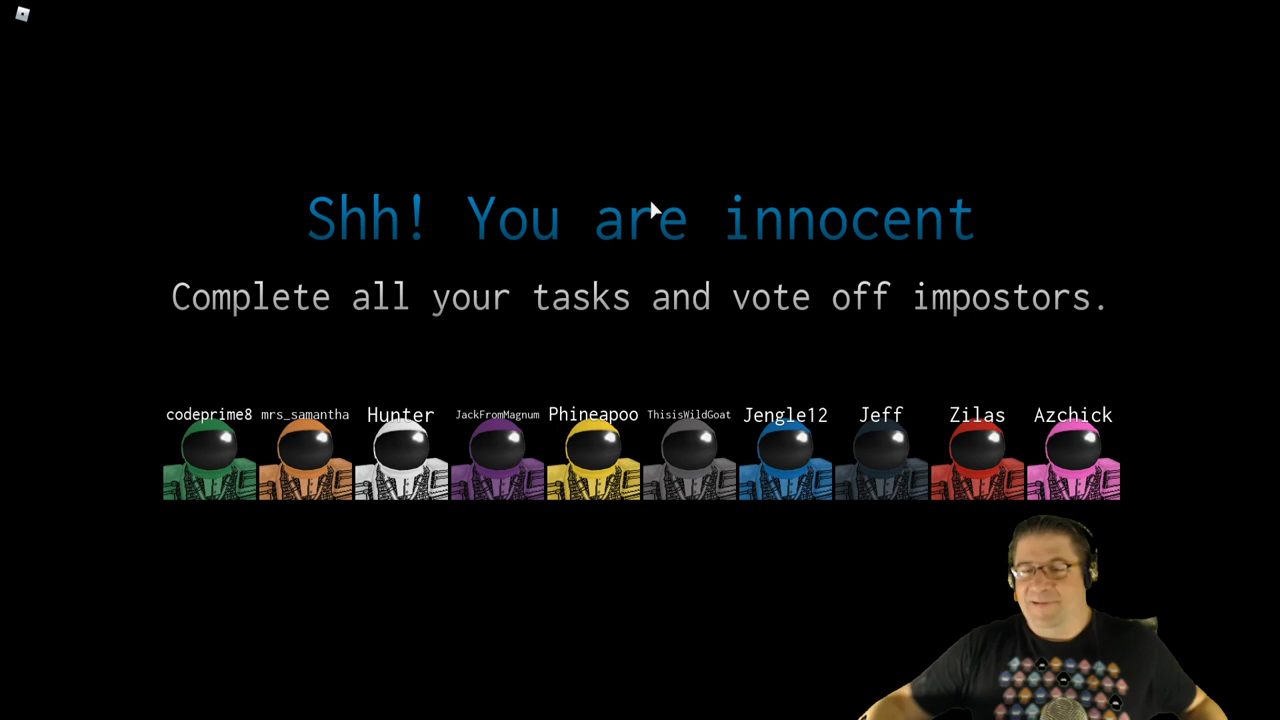 Shh! You are innocent
Complete all your tasks and vote off impostors.
codeprime8 mrs_samantha Hunter JackFromMagnum Phineapoo ThisisWildGoat Jengle12 Jeff Zilas Azchick